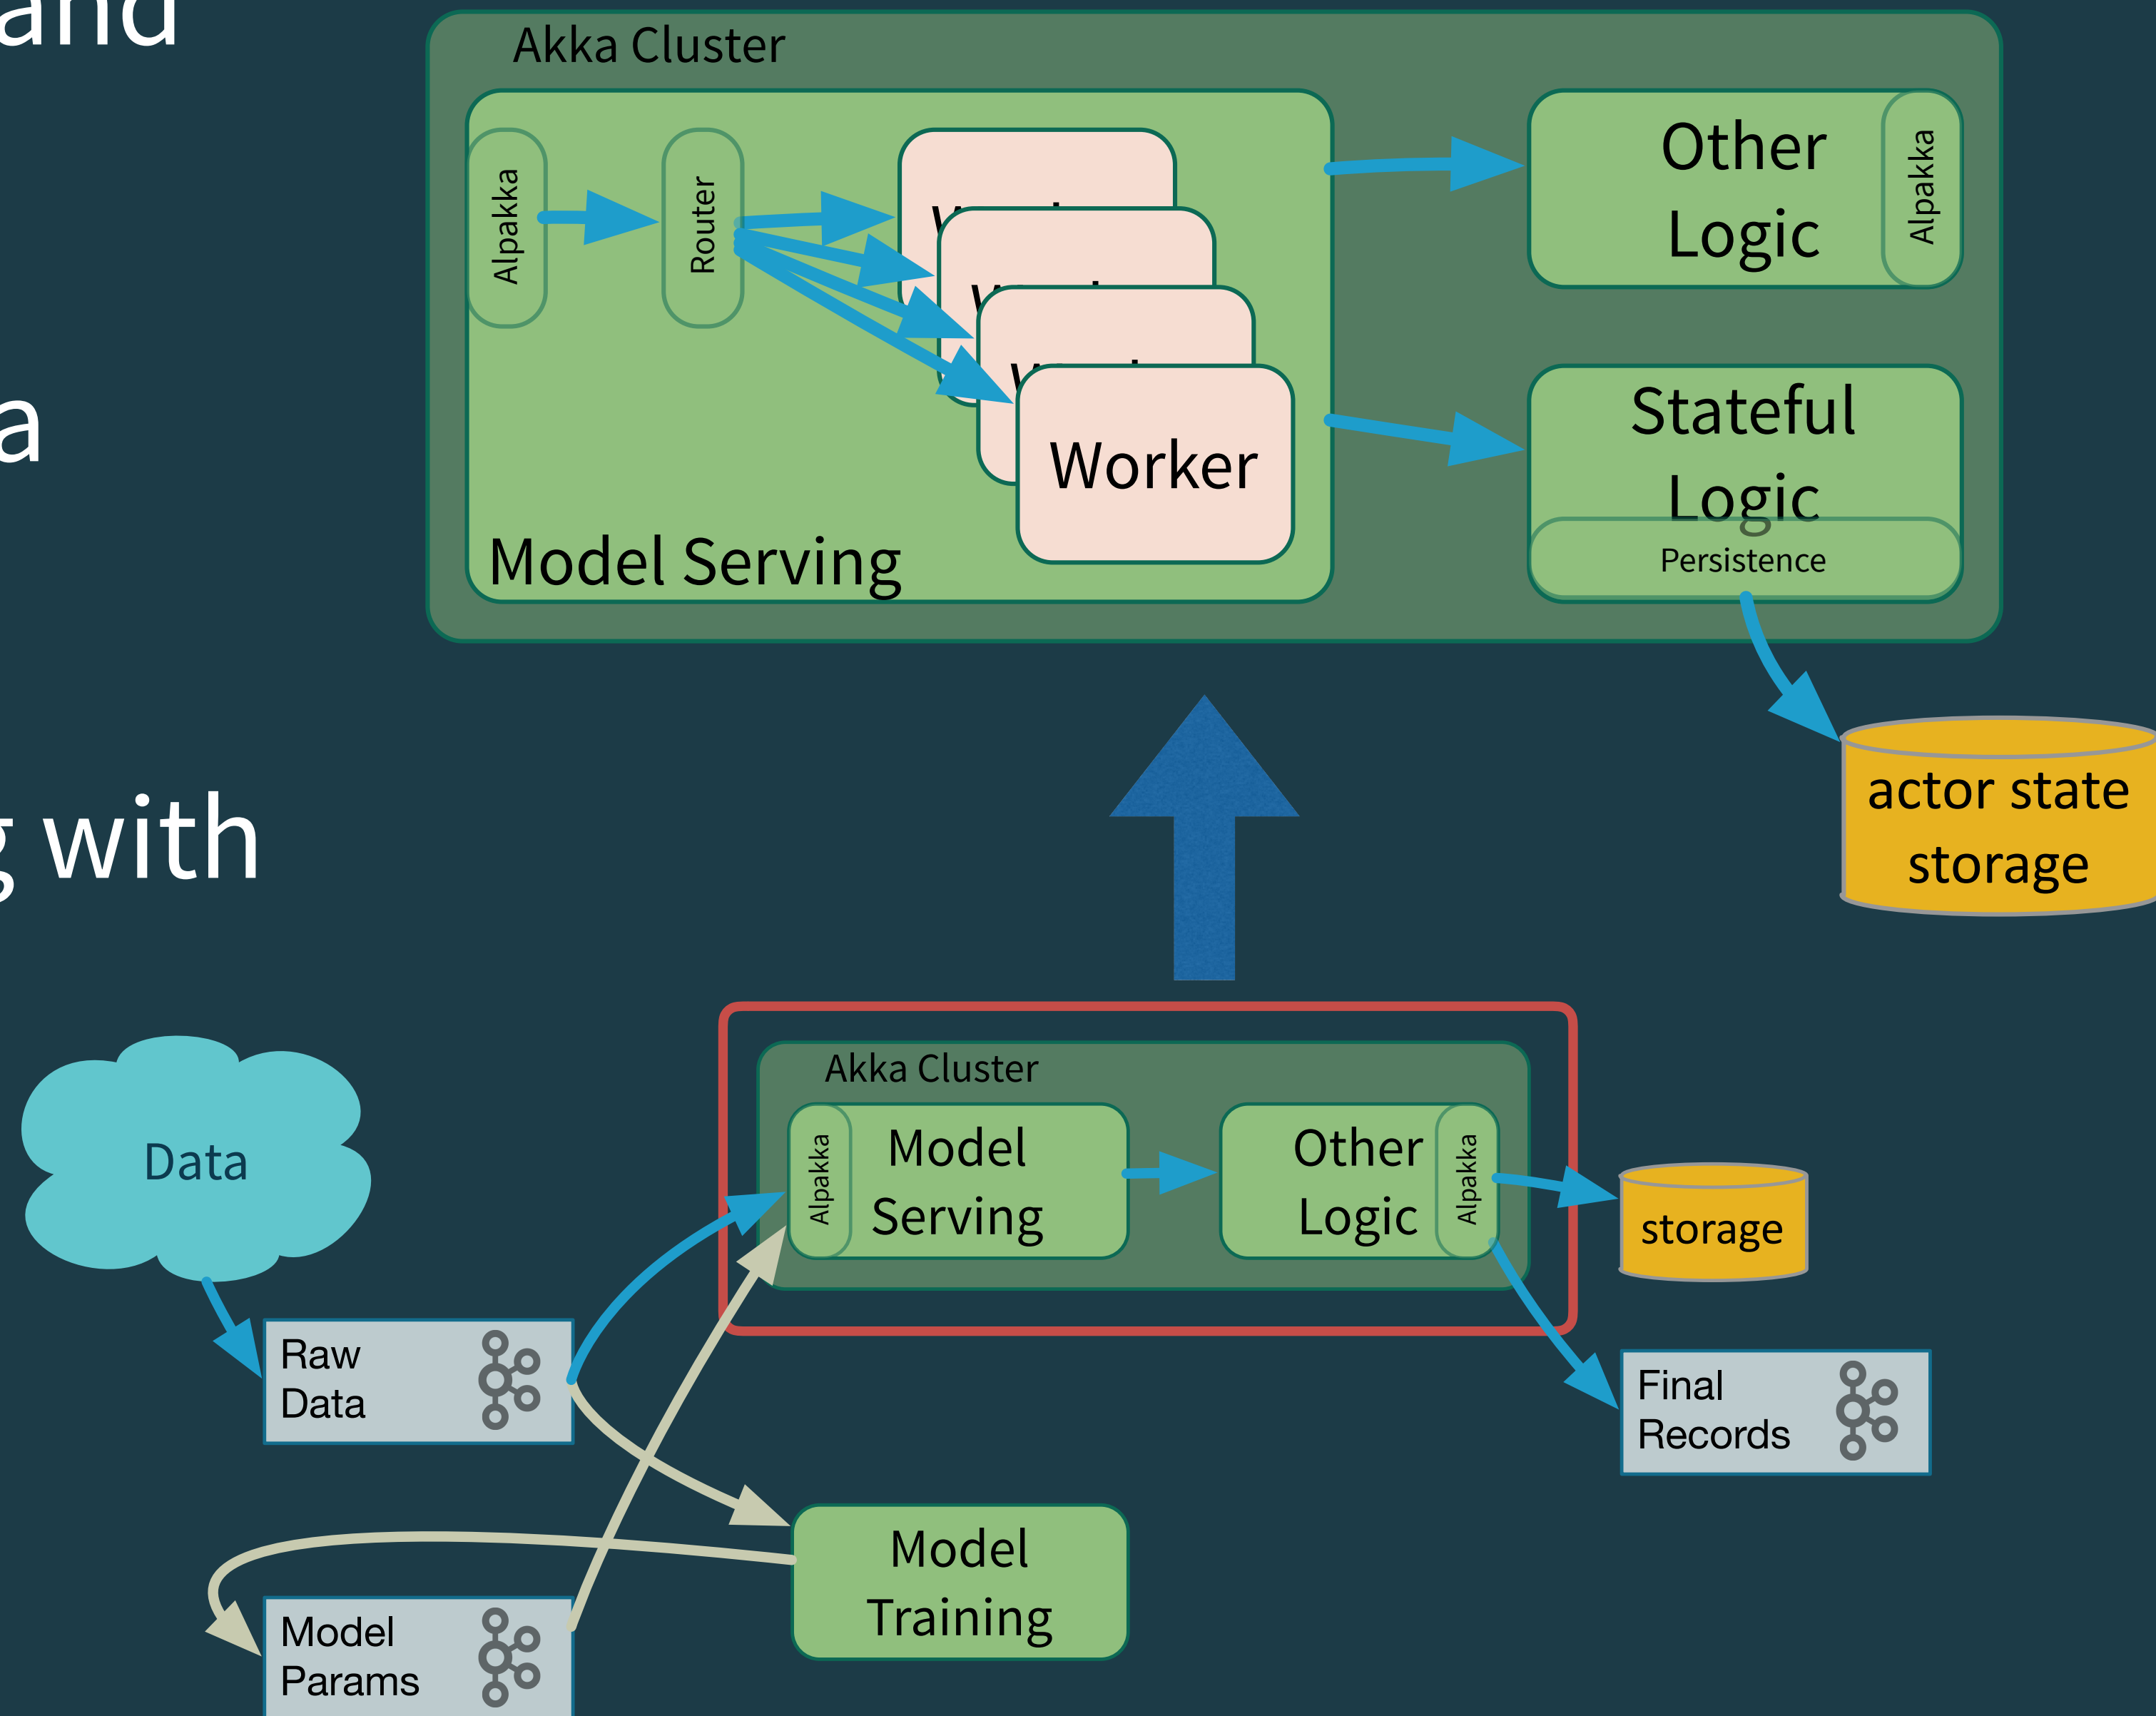 and
a
with
Akka Cluster
Alpakka
Router
Worker
Model Serving
Other
Logic
Alpakka
Stateful
Logic
Persistence
actor state
storage
Akka Cluster
Alpakka
Model
Serving
Other
Logic
Alpakka
storage
Data
Raw
Data
Final
Records
Model
Training
Model
Params